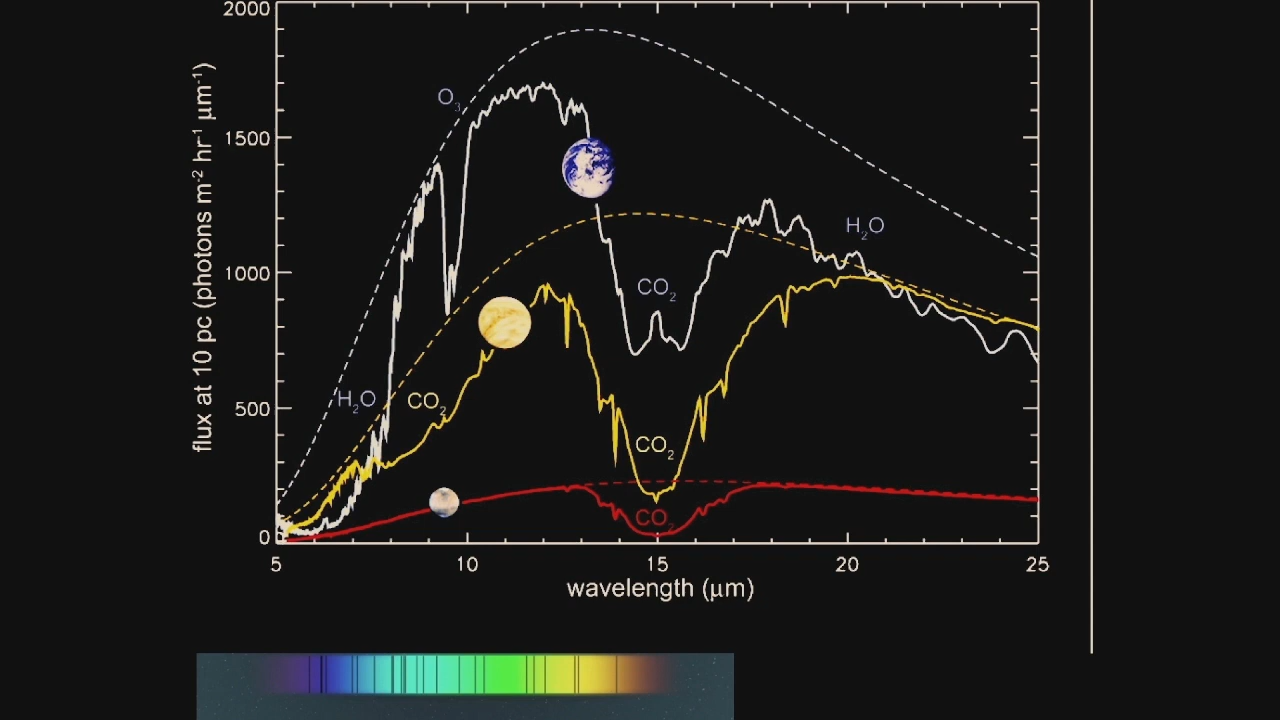 2000
1500
1000
500
0
flux at 10 pc (photons m⁻² hr⁻¹ μm⁻¹)
O₃
H₂O
CO₂
H₂O
CO₂
CO₂
CO₂
5 10 15 20 25
wavelength (μm)